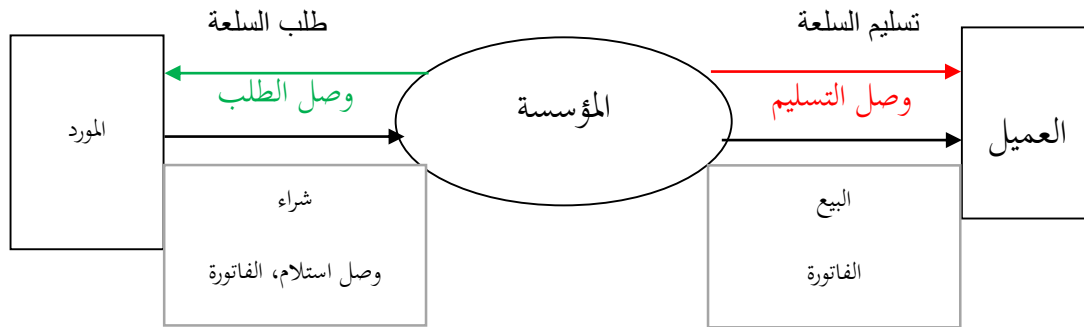 تسليم السلعة
طلب السلعة
العميل
وصل التسليم
المؤسسة
وصل الطلب
المورد
البيع
شراء
الفاتورة
وصل استلام، الفاتورة